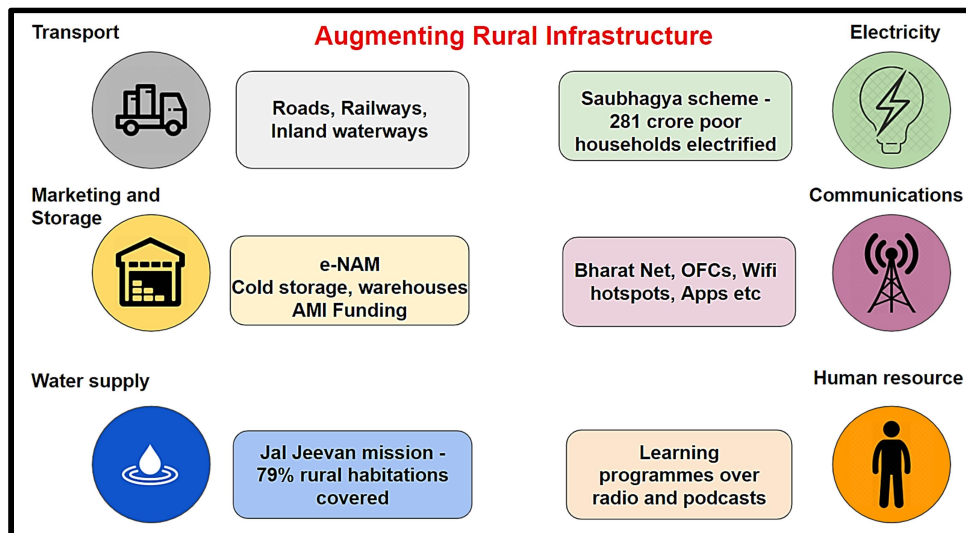 Augmenting Rural Infrastructure
Transport
Roads, Railways,
Inland waterways
Electricity
Saubhagya scheme -
281 crore poor
households electrified
Marketing and
Storage
e-NAM
Cold storage, warehouses
AMI Funding
Communications
Bharat Net, OFCs, Wifi
hotspots, Apps etc
Water supply
Jal Jeevan mission -
79% rural habitations
covered
Human resource
Learning
programmes over
radio and podcasts